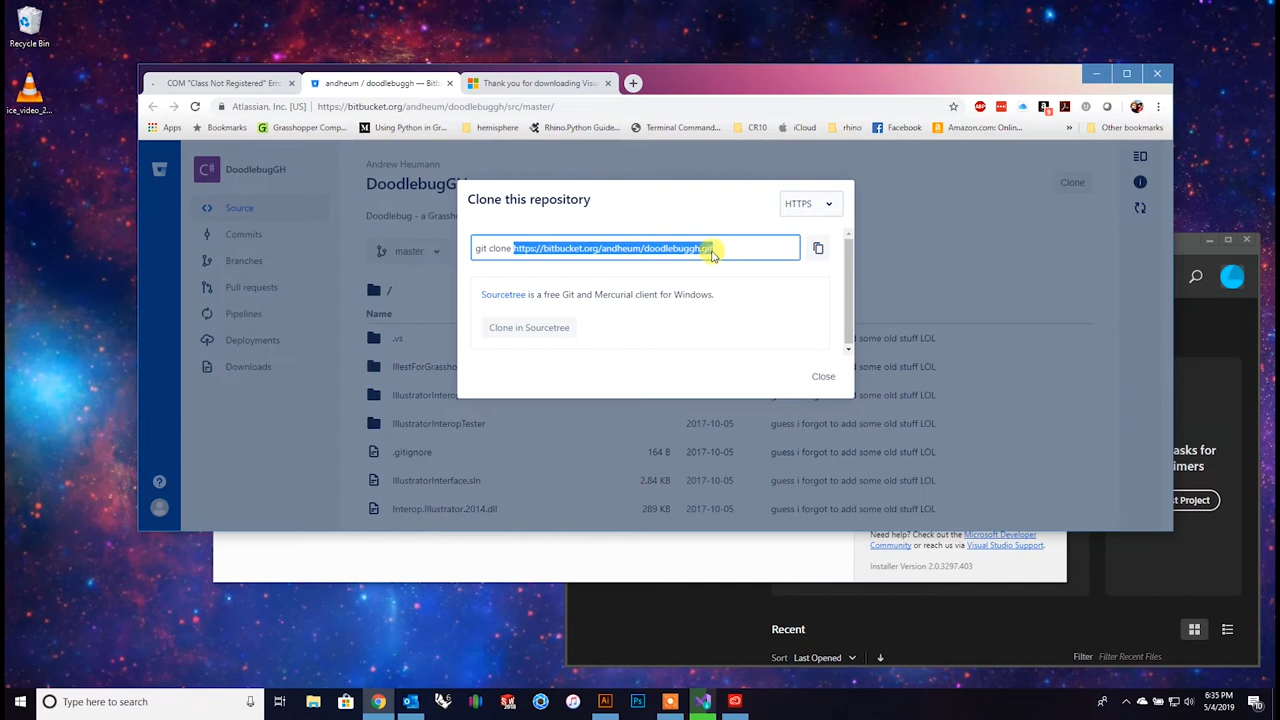 Recycle Bin
ice_video_2...
COM "Class Not Registered" Erro
andheum / doodlebuggh — Bitb
Thank you for downloading Visua
Atlassian, Inc. [US]
https://bitbucket.org/andheum/doodlebuggh/src/master/
Apps
Bookmarks
Grasshopper Comp...
Using Python in Gr...
hemisphere
Rhino.Python Guide...
Terminal Command...
CR10
iCloud
rhino
Facebook
Amazon.com: Onlin...
»
Other bookmarks
C#
DoodlebugGH
Source
Commits
Branches
Pull requests
Pipelines
Deployments
Downloads
Andrew Heumann
DoodlebugGH
Clone
Doodlebug - a Grassh
master
/
Name
Clone this repository
HTTPS
git clone https://bitbucket.org/andheum/doodlebuggh.git
Sourcetree is a free Git and Mercurial client for Windows.
Clone in Sourcetree
Close
.vs
some old stuff LOL
IllestForGrassho
some old stuff LOL
IllustratorInterop
some old stuff LOL
IllustratorInteropTester
2017-10-05
guess i forgot to add some old stuff LOL
.gitignore
164 B
2017-10-05
guess i forgot to add some old stuff LOL
IllustratorInterface.sln
2.84 KB
2017-10-05
guess i forgot to add some old stuff LOL
Interop.Illustrator.2014.dll
289 KB
2017-10-05
guess i forgot to add some old stuff LOL
Need help? Check out the Microsoft Developer
Community or reach us via Visual Studio Support.
Installer Version 2.0.3297.403
asks for
mers
t Project
Recent
Sort Last Opened
Filter Filter Recent Files
Type here to search
6:35 PM
5/4/2019